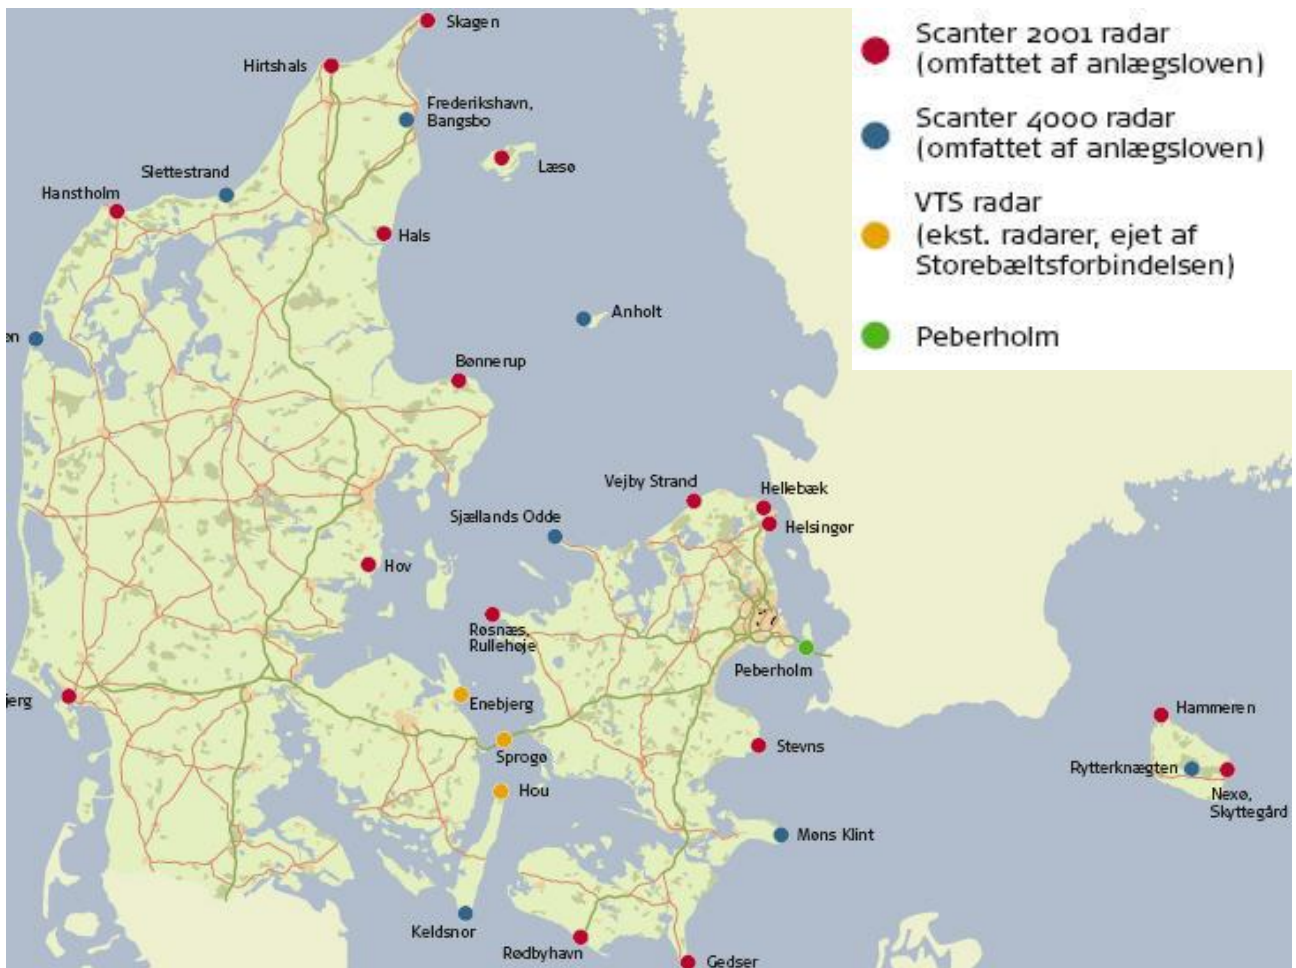 Skagen
Hirtshals
Frederikshavn,
Bangsbo
Læsø
Slettestrand
Hanstholm
Hals
Anholt
øn
Bønnerup
Vejby Strand
Hellebæk
Sjællands Odde
Helsingør
Hov
Røsnæs,
Rullehøje
Peberholm
jerg
Enebjerg
Hammeren
Sprogø
Stevns
Rytterknægten
Hou
Nexø,
Skyttegård
Møns Klint
Keldsnor
Rødbyhavn
Gedser
Scanter 2001 radar
(omfattet af anlægsloven)
Scanter 4000 radar
(omfattet af anlægsloven)
VTS radar
(ekst. radarer, ejet af
Storebæltsforbindelsen)
Peberholm